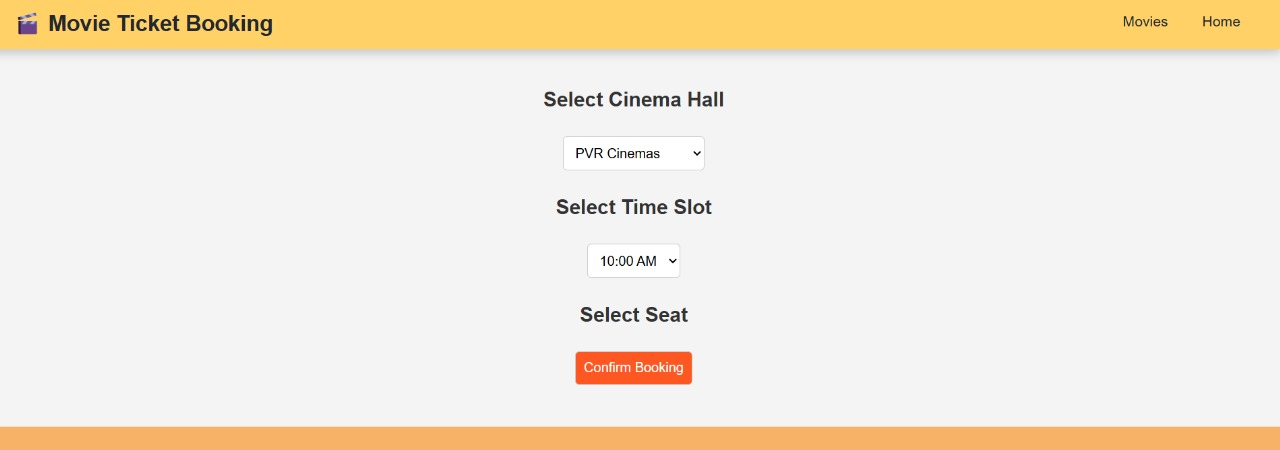 Movie Ticket Booking
Movies
Home
Select Cinema Hall
PVR Cinemas
Select Time Slot
10:00 AM
Select Seat
Confirm Booking